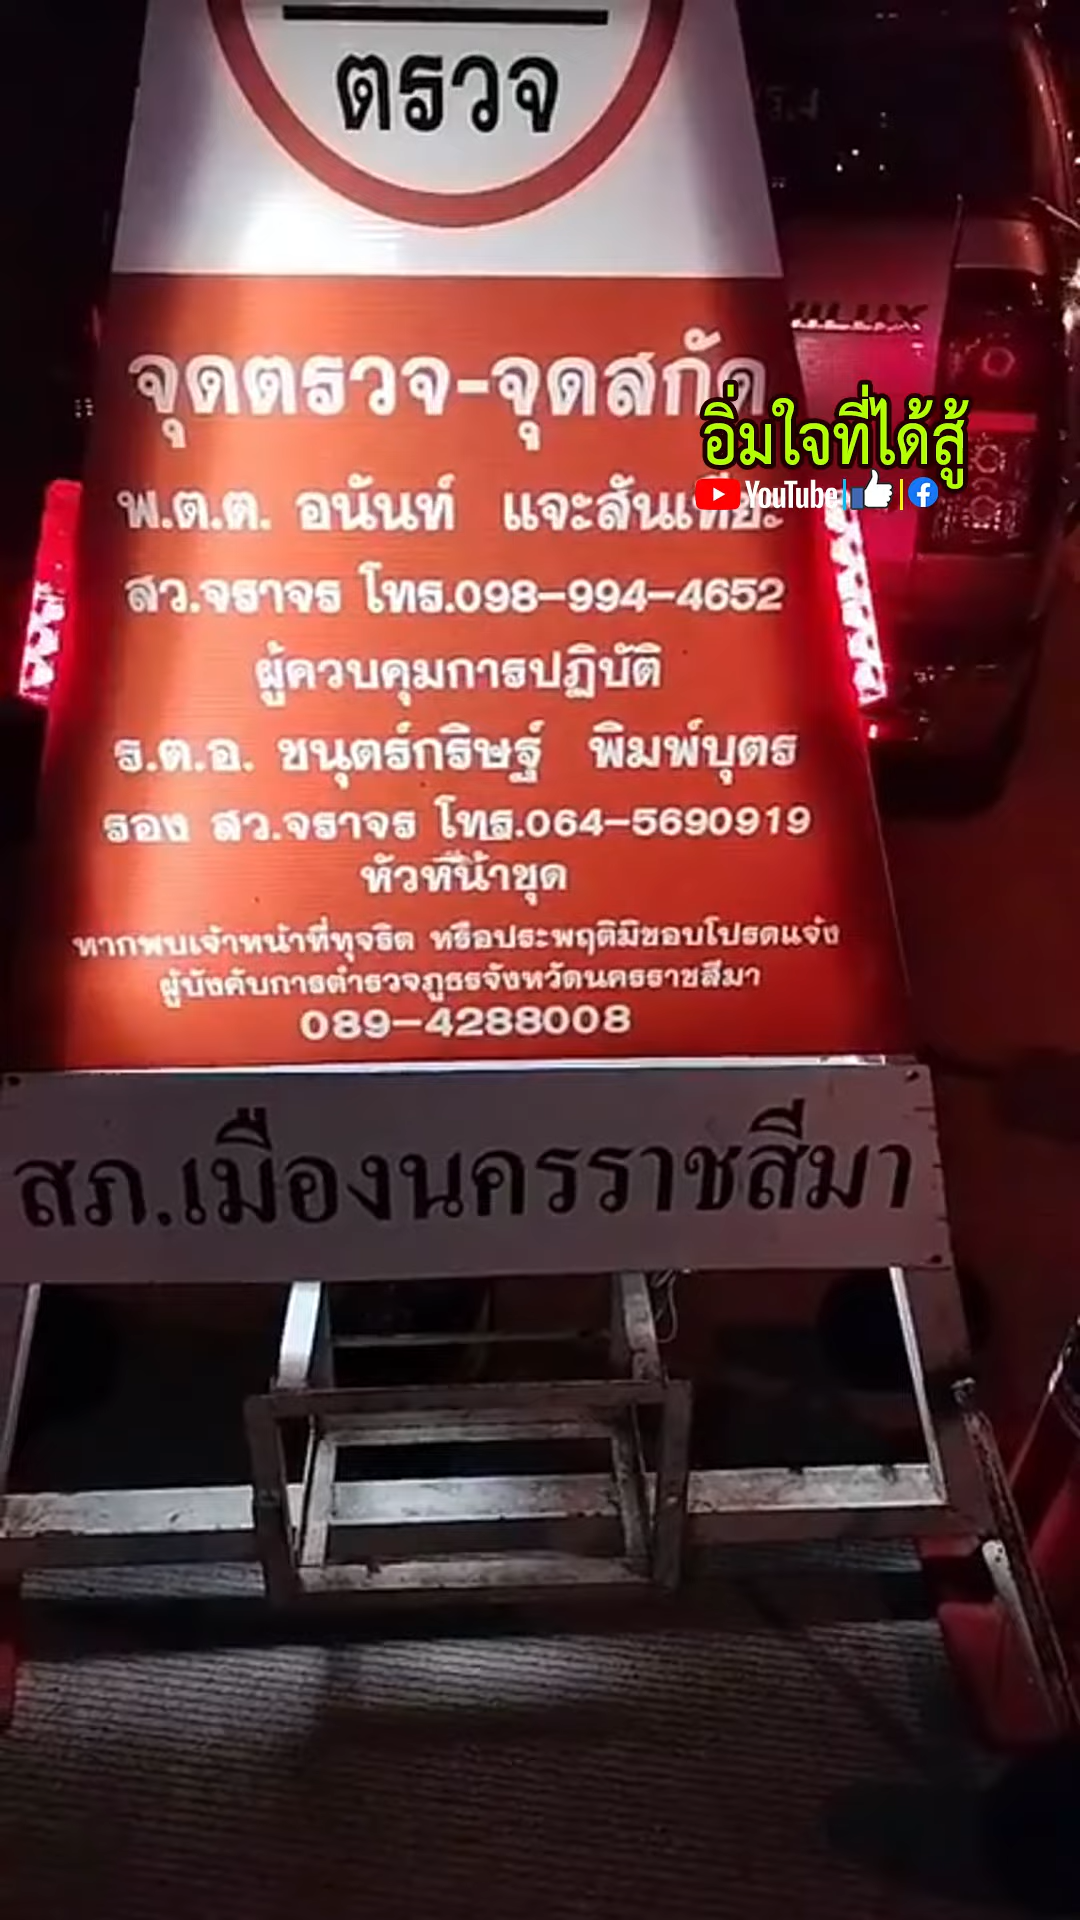 ตรวจ
HILUX
จุดตรวจ-จุดสกัด
อิ่มใจที่ได้สู้
YouTube
พ.ต.ต. อนันท์
สว.จราจร โทร.098-994-4652
ผู้ควบคุมการปฏิบัติ
ร.ต.อ. ชนุตร์กริษฐ์ พิมพ์บุตร
รอง สว.จราจร โทร.064-5690919
หัวหน้าชุด
หากพบเจ้าหน้าที่ทุจริต หรือประพฤติมิชอบโปรดแจ้ง
ผู้บังคับการตำรวจภูธรจังหวัดนครราชสีมา
089-4288008
สภ.เมืองนครราชสีมา